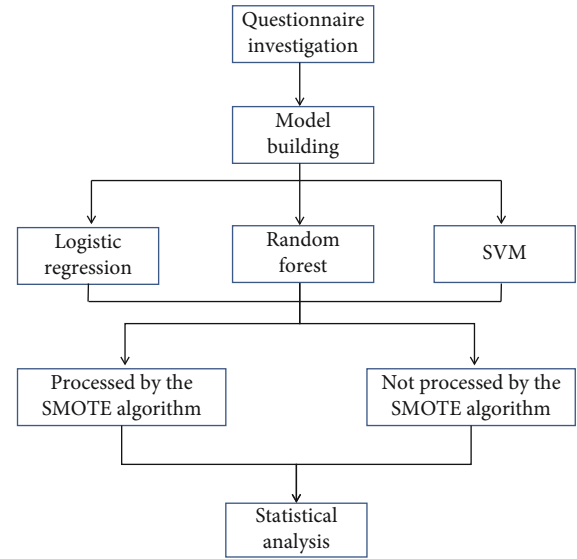 Questionnaire
investigation
Model
building
Logistic
regression
Random
forest
SVM
Processed by the
SMOTE algorithm
Not processed by the
SMOTE algorithm
Statistical
analysis